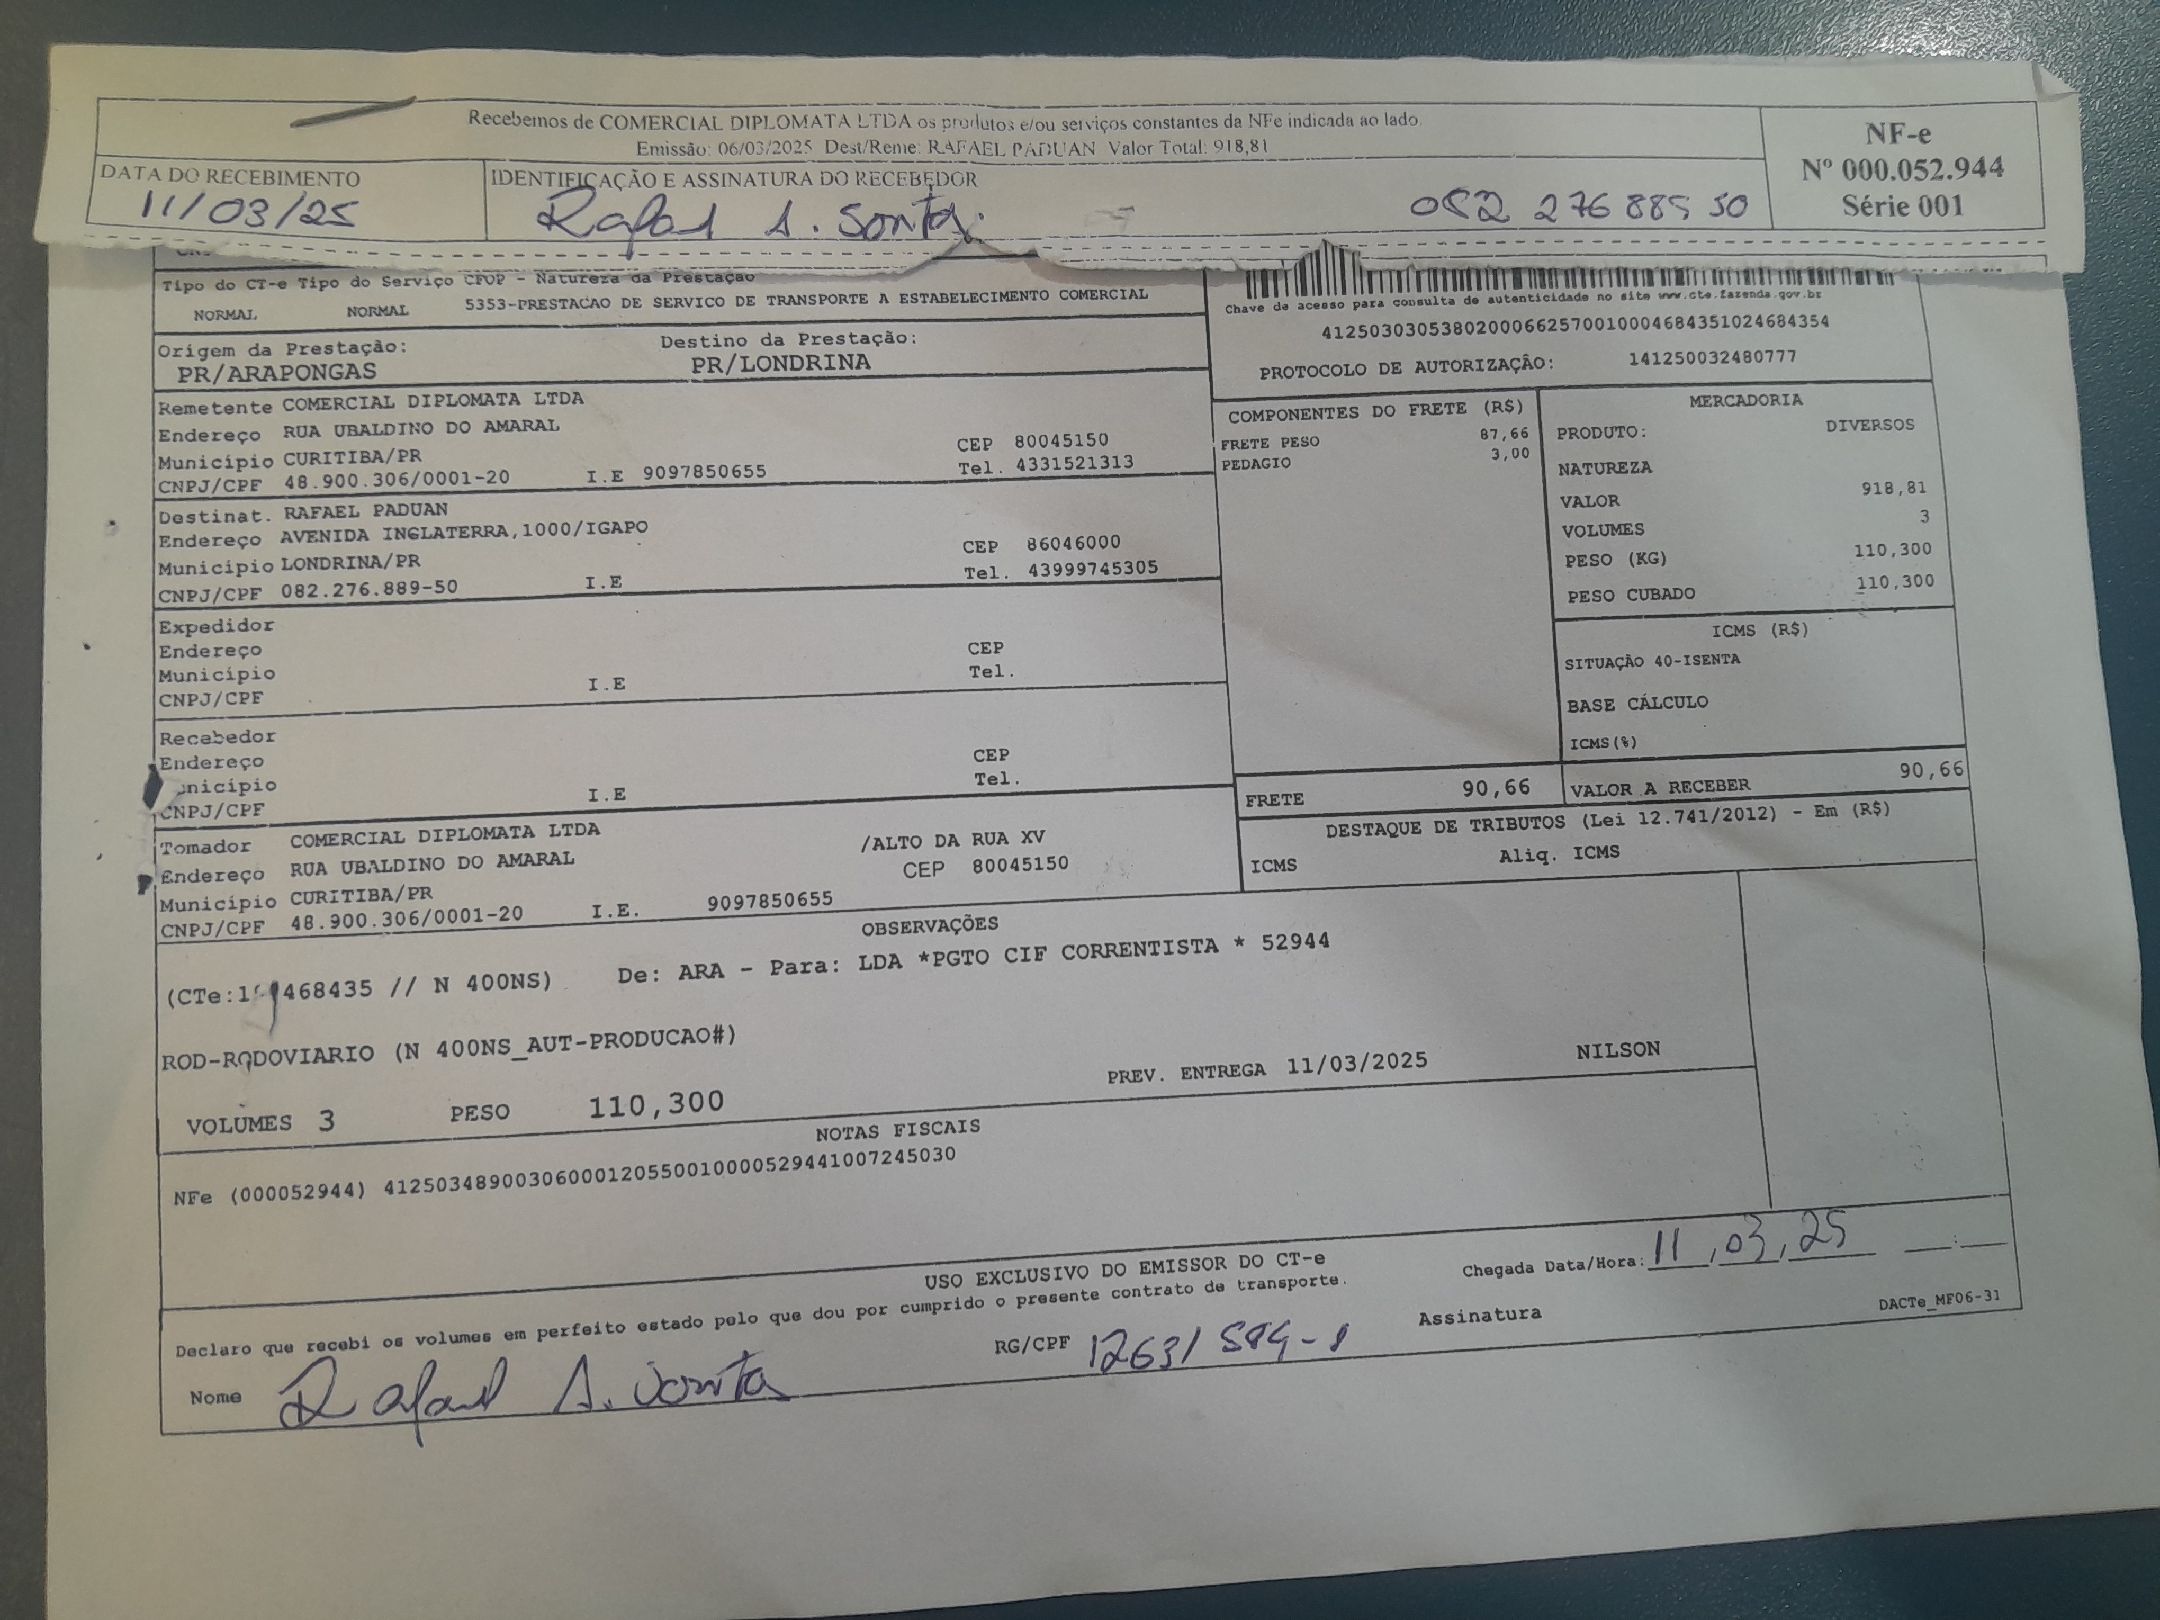 Recebemos de COMERCIAL DIPLOMATA LTDA os produtos e/ou serviços constantes da NFe indicada ao lado.
Emissão: 06/03/2025 Dest/Reme: RAFAEL PADUAN Valor Total: 918,81
NF-e
Nº 000.052.944
Série 001
DATA DO RECEBIMENTO
11/03/25
IDENTIFICAÇÃO E ASSINATURA DO RECEBEDOR
Rafael A.
Tipo do CT-e Tipo do Serviço CFOP - Natureza da Prestação
NORMAL NORMAL 5353-PRESTACAO DE SERVICO DE TRANSPORTE A ESTABELECIMENTO COMERCIAL
Chave de acesso para consulta de autenticidade no site www.cte.fazenda.gov.br
41250303053802000662570010004684351024684354
PROTOCOLO DE AUTORIZAÇÃO: 141250032480777
Origem da Prestação: Destino da Prestação:
PR/ARAPONGAS PR/LONDRINA
Remetente COMERCIAL DIPLOMATA LTDA
Endereço RUA UBALDINO DO AMARAL
CEP 80045150
Município CURITIBA/PR
Tel. 4331521313
CNPJ/CPF 48.900.306/0001-20 I.E 9097850655
Destinat. RAFAEL PADUAN
Endereço AVENIDA INGLATERRA,1000/IGAPO
CEP 86046000
Município LONDRINA/PR
Tel. 43999745305
CNPJ/CPF 082.276.889-50 I.E
Expedidor
Endereço CEP
Município Tel.
CNPJ/CPF I.E
Recebedor
Endereço CEP
unicípio Tel.
CNPJ/CPF I.E
Tomador COMERCIAL DIPLOMATA LTDA /ALTO DA RUA XV
Endereço RUA UBALDINO DO AMARAL CEP 80045150
Município CURITIBA/PR
CNPJ/CPF 48.900.306/0001-20 I.E. 9097850655
COMPONENTES DO FRETE (R$)
FRETE PESO 87,66
PEDAGIO 3,00
MERCADORIA
PRODUTO: DIVERSOS
NATUREZA
VALOR 918,81
VOLUMES 3
PESO (KG) 110,300
PESO CUBADO 110,300
ICMS (R$)
SITUAÇÃO 40-ISENTA
BASE CÁLCULO
ICMS(%)
FRETE 90,66 VALOR A RECEBER 90,66
DESTAQUE DE TRIBUTOS (Lei 12.741/2012) - Em (R$)
ICMS Aliq. ICMS
OBSERVAÇÕES
468435 // N 400NS) De: ARA - Para: LDA *PGTO CIF CORRENTISTA * 52944
ROD-RODOVIARIO (N 400NS_AUT-PRODUCAO#)
PREV. ENTREGA 11/03/2025 NILSON
VOLUMES 3 PESO 110,300
NOTAS FISCAIS
NFe (000052944) 41250348900306000120550010000529441007245030
USO EXCLUSIVO DO EMISSOR DO CT-e
Chegada Data/Hora: 11,03,25
Declaro que recebi os volumes em perfeito estado pelo que dou por cumprido o presente contrato de transporte.
RG/CPF
Assinatura
DACTe_MF06-31
Nome Rafael A.